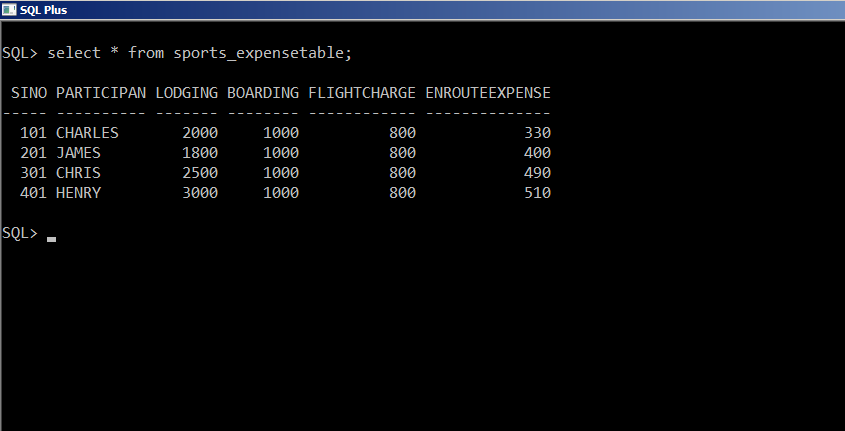 SQL Plus
SQL> select * from sports_expensetable;
SINO PARTICIPAN LODGING BOARDING FLIGHTCHARGE ENROUTEEXPENSE
----- ---------- ------- -------- ------------ --------------
101 CHARLES 2000 1000 800 330
201 JAMES 1800 1000 800 400
301 CHRIS 2500 1000 800 490
401 HENRY 3000 1000 800 510
SQL>